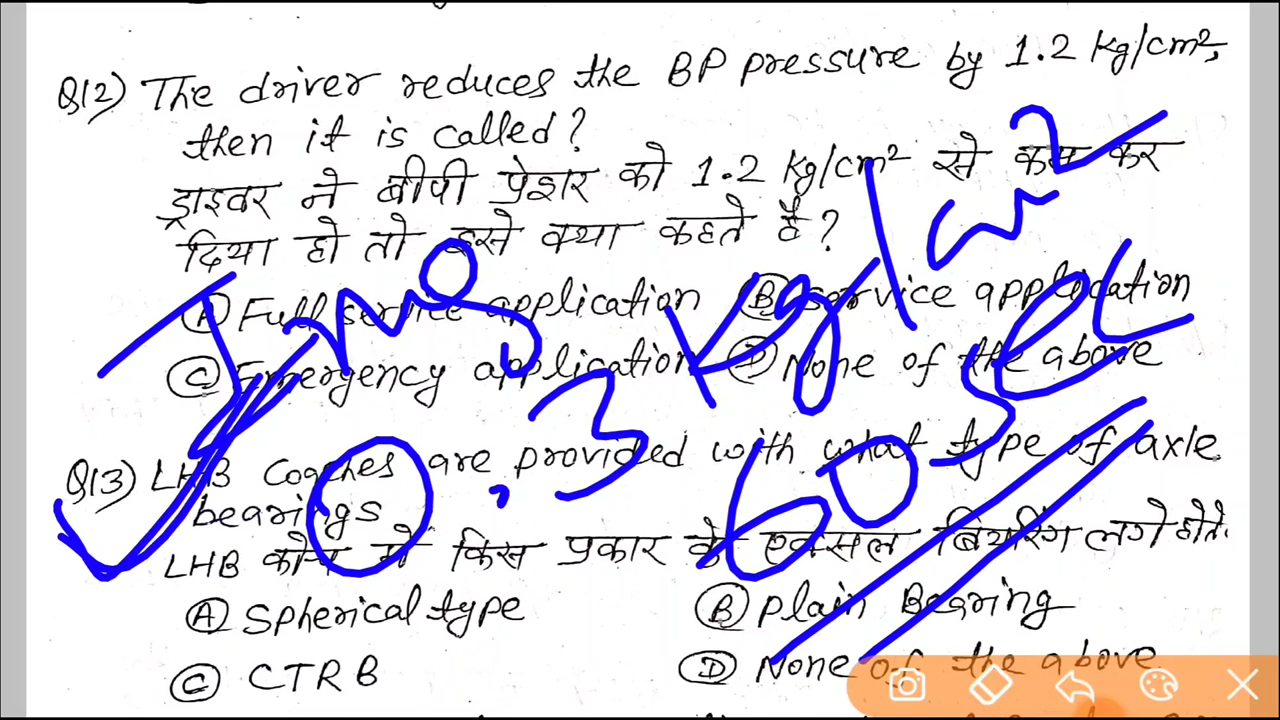 Q12) The driver reduces the BP pressure by 1.2 Kg/cm²,
then it is called?
ड्राइवर ने बीपी प्रेशर को 1.2 Kg/cm² से कम कर
दिया हो तो इसे क्या कहते है?
(A) Full service application (B) Service application
(C) Emergency application (D) None of the above
0.3 Kg/cm²
60 sec
Q13) LHB Coaches are provided with what type of axle
bearings
LHB कोच मे किस प्रकार के एक्सल बियरिंग लगे होते
(A) Spherical type (B) Plain Bearing
(C) CTRB (D) None of the above